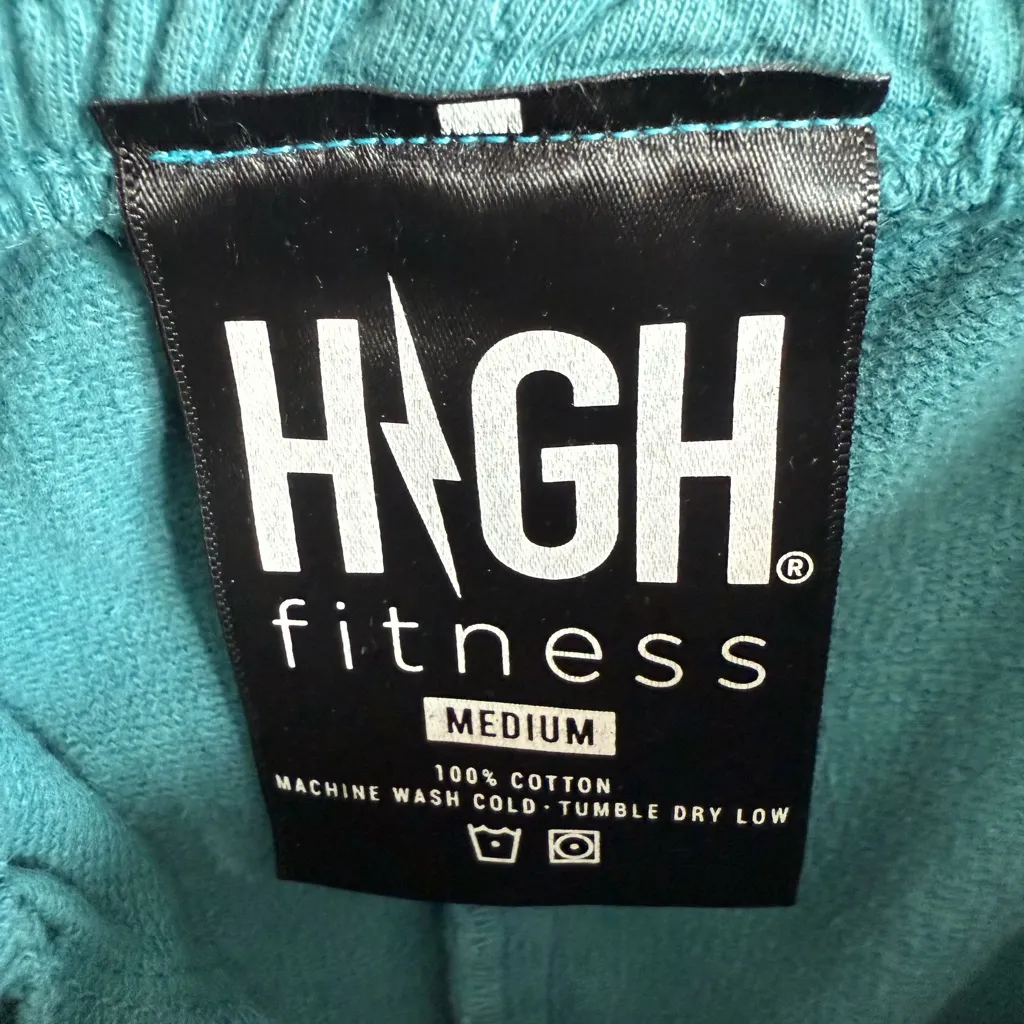 HIGH®
fitness
MEDIUM
100% COTTON
MACHINE WASH COLD · TUMBLE DRY LOW